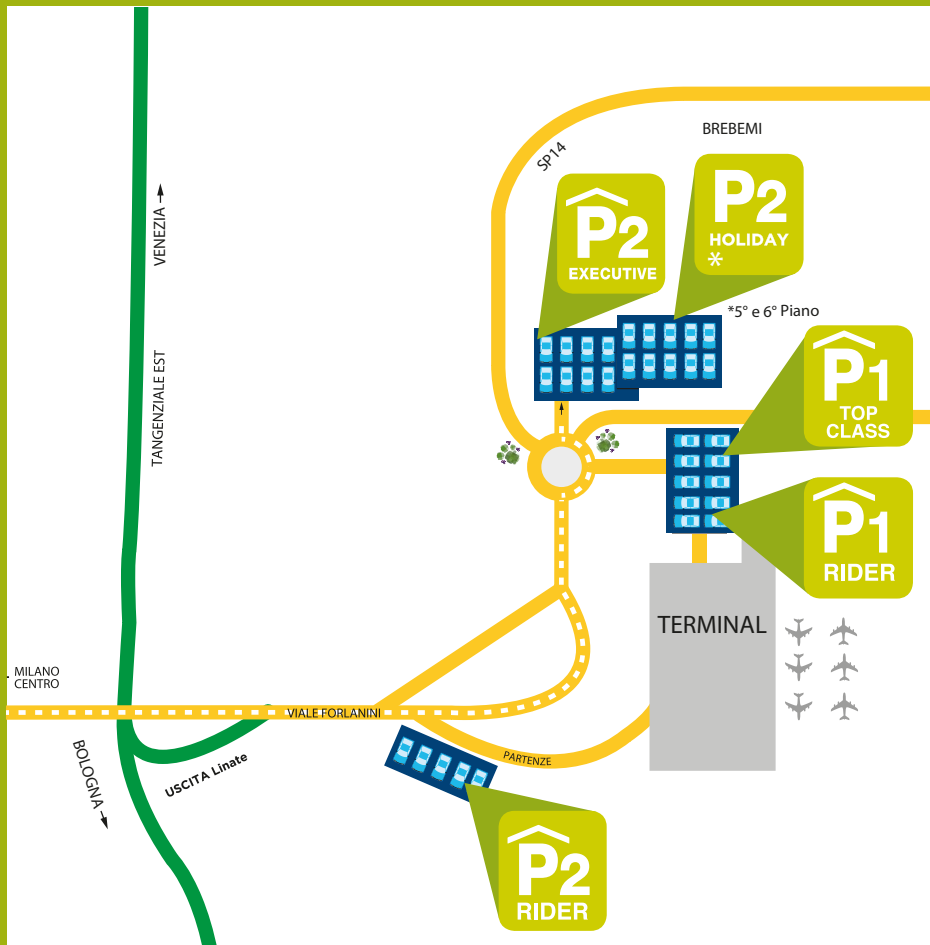 BREBEMI
SP14
P2
EXECUTIVE
P2
HOLIDAY
*
*5° e 6° Piano
VENEZIA
TANGENZIALE EST
P1
TOP
CLASS
P1
RIDER
TERMINAL
MILANO
CENTRO
VIALE FORLANINI
BOLOGNA
USCITA Linate
PARTENZE
P2
RIDER